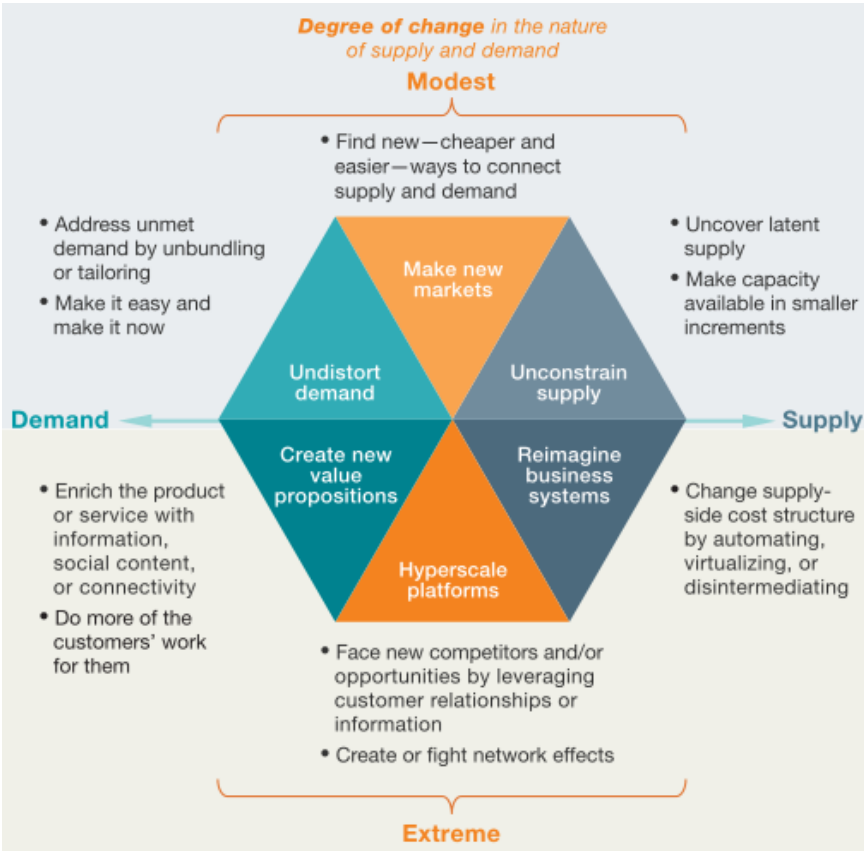 Degree of change in the nature
of supply and demand
Modest
• Find new—cheaper and
easier—ways to connect
supply and demand
• Address unmet
demand by unbundling
or tailoring
• Make it easy and
make it now
• Uncover latent
supply
• Make capacity
available in smaller
increments
Make new
markets
Undistort
demand
Unconstrain
supply
Demand
Supply
Create new
value
propositions
Reimagine
business
systems
Hyperscale
platforms
• Enrich the product
or service with
information,
social content,
or connectivity
• Do more of the
customers’ work
for them
• Change supply-
side cost structure
by automating,
virtualizing, or
disintermediating
• Face new competitors and/or
opportunities by leveraging
customer relationships or
information
• Create or fight network effects
Extreme